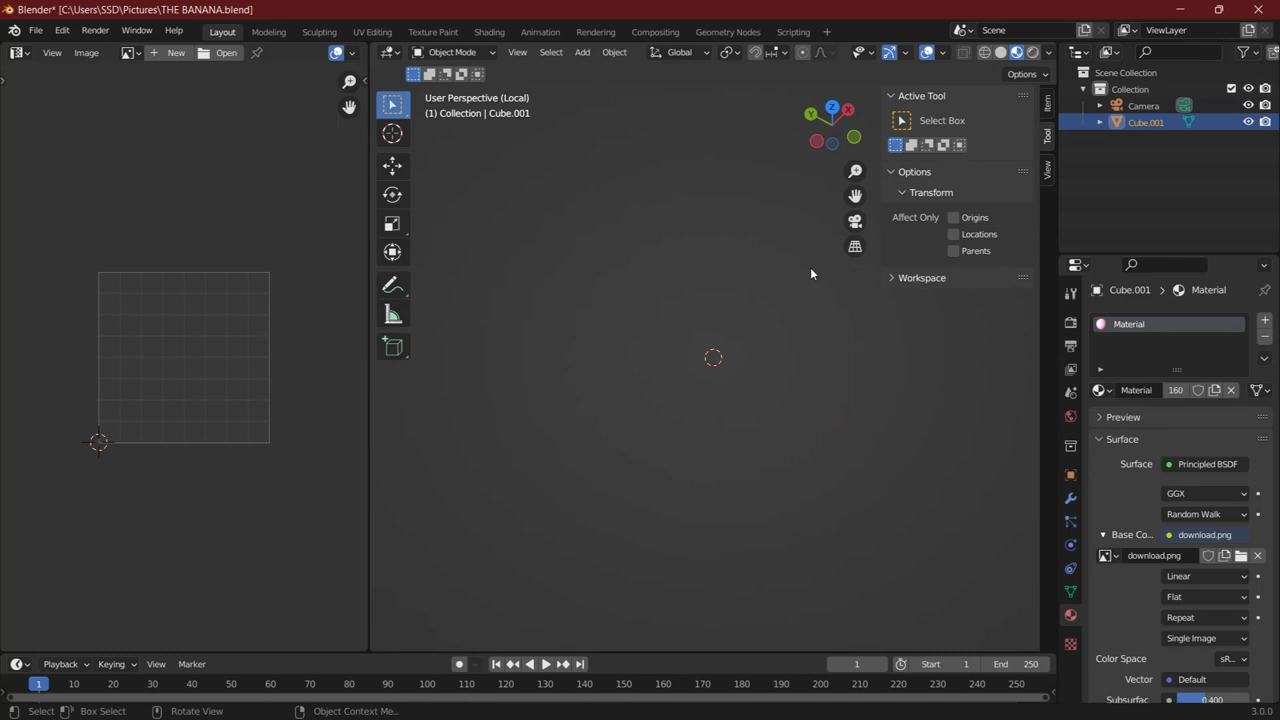 Blender* [C:\Users\SSD\Pictures\THE BANANA.blend]
File Edit Render Window Help Layout Modeling Sculpting UV Editing Texture Paint Shading Animation Rendering Compositing Geometry Nodes Scripting Scene ViewLayer
View Image New Open Object Mode View Select Add Object Global
Options
User Perspective (Local)
(1) Collection | Cube.001
Z
X
Y
Active Tool
Select Box
Options
Transform
Affect Only Origins
Locations
Parents
Workspace
Item
Tool
View
Scene Collection
Collection
Camera
Cube.001
Cube.001 Material
Material
Material 160
Preview
Surface
Surface Principled BSDF
GGX
Random Walk
Base Co... download.png
download.png
Linear
Flat
Repeat
Single Image
Color Space sR...
Vector Default
Subsurfac... 0.400
Playback Keying View Marker 1 Start 1 End 250
1 10 20 30 40 50 60 70 80 90 100 110 120 130 140 150 160 170 180 190 200 210 220 230 240 250
Select Box Select Rotate View Object Context Me... 3.0.0